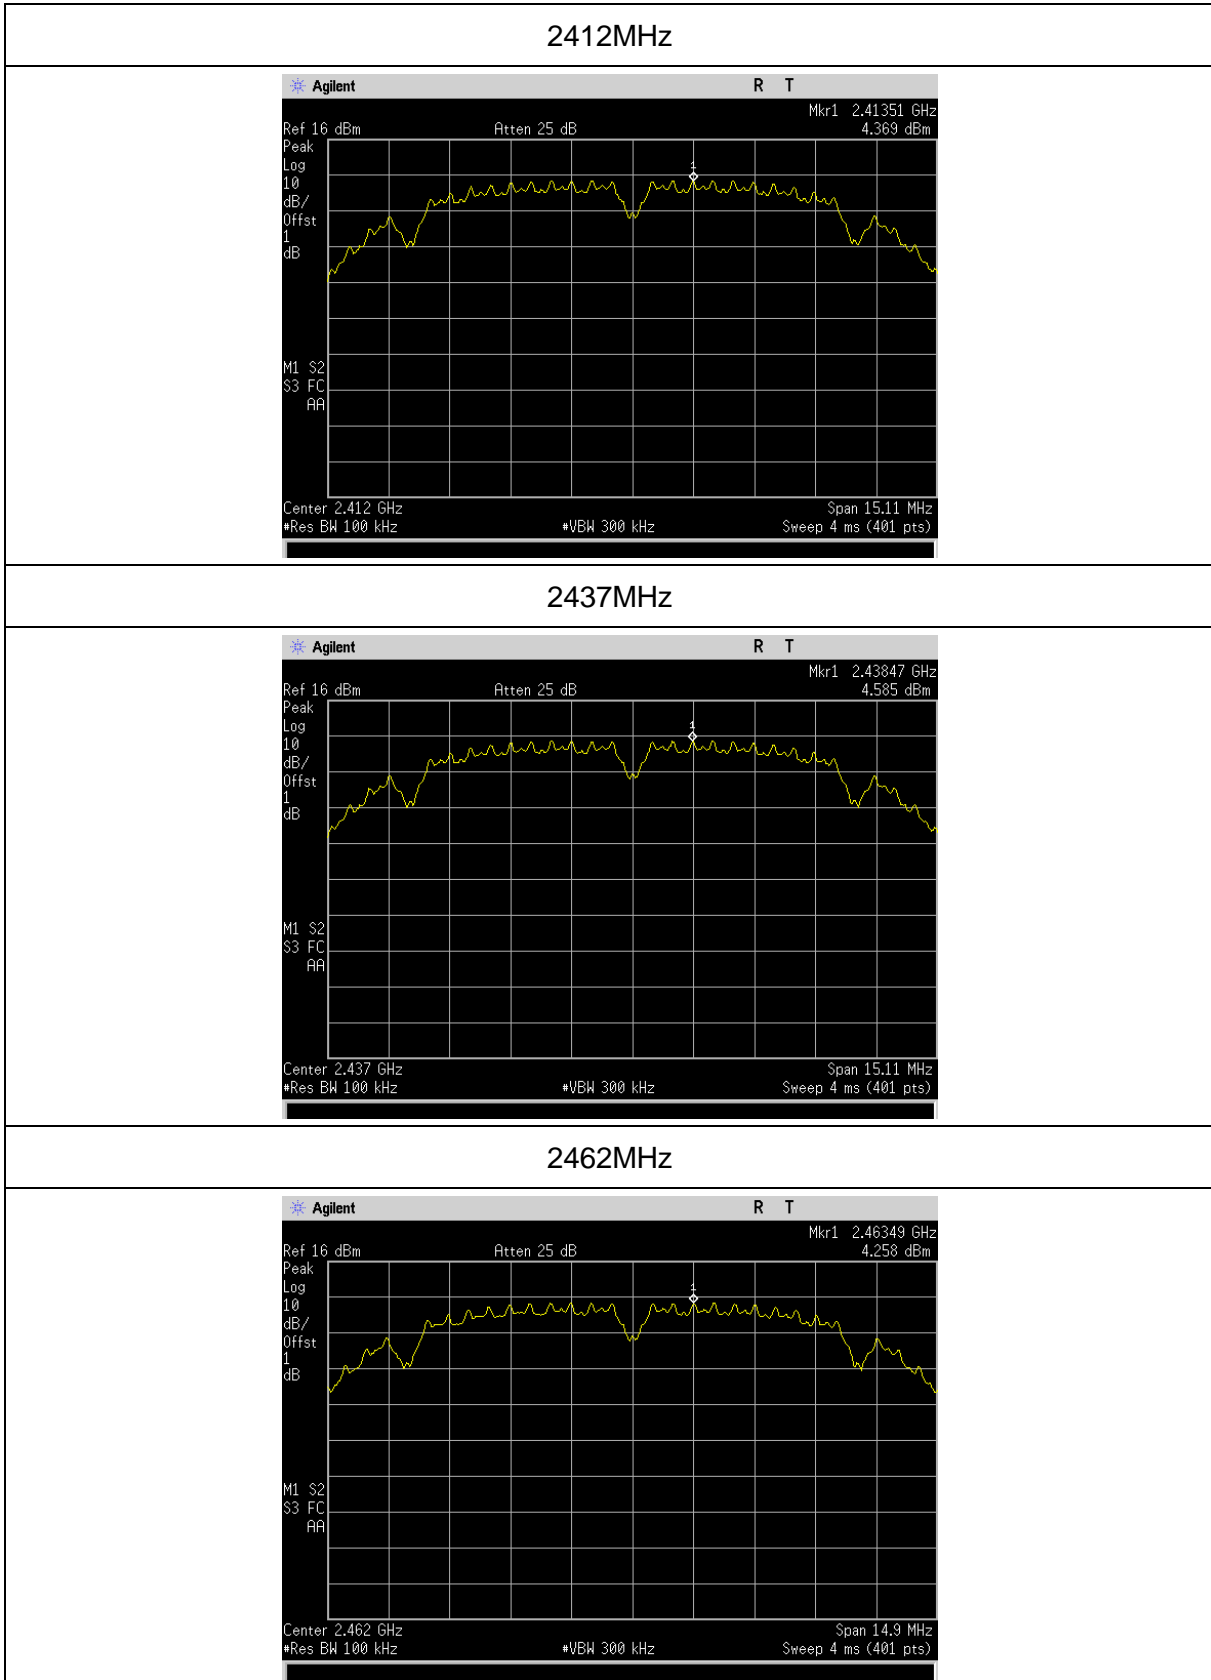 2412MHz
Agilent R T
Mkr1 2.41351 GHz
Ref 16 dBm Atten 25 dB 4.369 dBm
Peak
Log
1
10
dB/
Offst
1
dB
M1 S2
S3 FC
AA
Center 2.412 GHz Span 15.11 MHz
#Res BW 100 kHz #VBW 300 kHz Sweep 4 ms (401 pts)
2437MHz
Agilent R T
Mkr1 2.43847 GHz
Ref 16 dBm Atten 25 dB 4.585 dBm
Peak
Log
1
10
dB/
Offst
1
dB
M1 S2
S3 FC
AA
Center 2.437 GHz Span 15.11 MHz
#Res BW 100 kHz #VBW 300 kHz Sweep 4 ms (401 pts)
2462MHz
Agilent R T
Mkr1 2.46349 GHz
Ref 16 dBm Atten 25 dB 4.258 dBm
Peak
Log
1
10
dB/
Offst
1
dB
M1 S2
S3 FC
AA
Center 2.462 GHz Span 14.9 MHz
#Res BW 100 kHz #VBW 300 kHz Sweep 4 ms (401 pts)